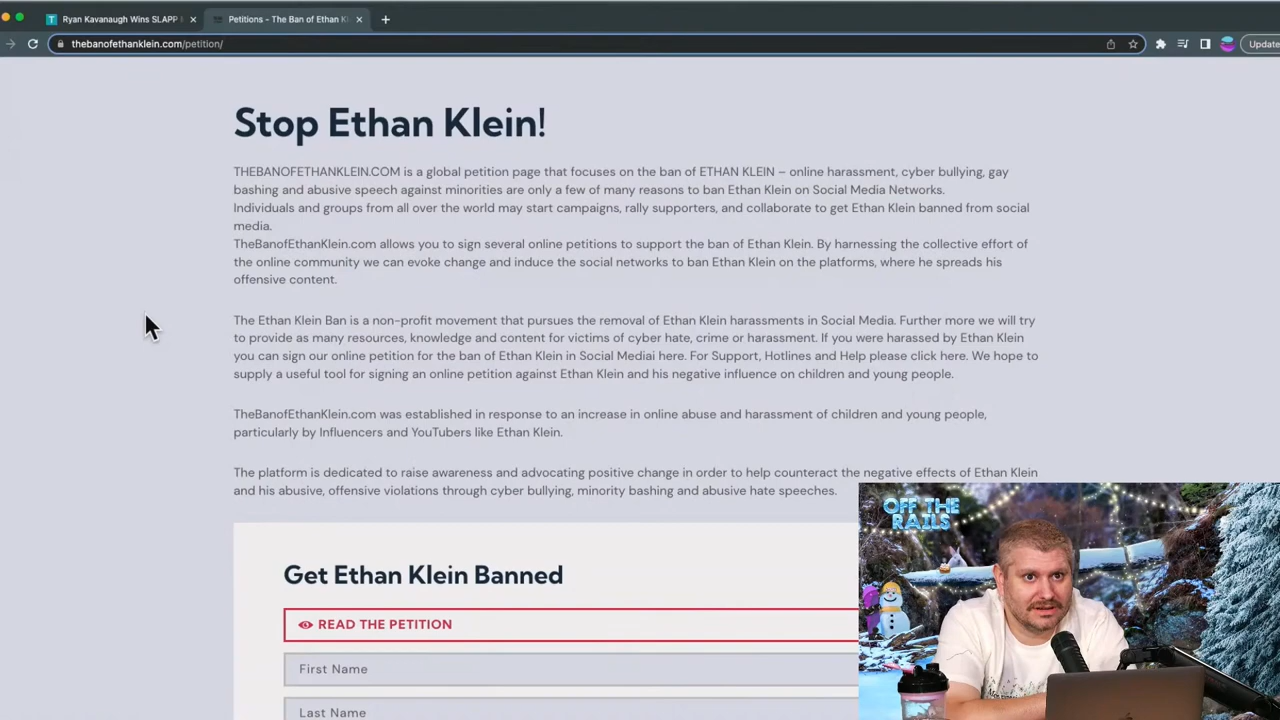 Ryan Kavanaugh Wins SLAPP
Petitions - The Ban of Ethan Kl
thebanofethanklein.com/petition/
Update
Stop Ethan Klein!
THEBANOFETHANKLEIN.COM is a global petition page that focuses on the ban of ETHAN KLEIN – online harassment, cyber bullying, gay
bashing and abusive speech against minorities are only a few of many reasons to ban Ethan Klein on Social Media Networks.
Individuals and groups from all over the world may start campaigns, rally supporters, and collaborate to get Ethan Klein banned from social
media.
TheBanofEthanKlein.com allows you to sign several online petitions to support the ban of Ethan Klein. By harnessing the collective effort of
the online community we can evoke change and induce the social networks to ban Ethan Klein on the platforms, where he spreads his
offensive content.
The Ethan Klein Ban is a non-profit movement that pursues the removal of Ethan Klein harassments in Social Media. Further more we will try
to provide as many resources, knowledge and content for victims of cyber hate, crime or harassment. If you were harassed by Ethan Klein
you can sign our online petition for the ban of Ethan Klein in Social Mediai here. For Support, Hotlines and Help please click here. We hope to
supply a useful tool for signing an online petition against Ethan Klein and his negative influence on children and young people.
TheBanofEthanKlein.com was established in response to an increase in online abuse and harassment of children and young people,
particularly by Influencers and YouTubers like Ethan Klein.
The platform is dedicated to raise awareness and advocating positive change in order to help counteract the negative effects of Ethan Klein
and his abusive, offensive violations through cyber bullying, minority bashing and abusive hate speeches.
OFF THE
RAILS
Get Ethan Klein Banned
READ THE PETITION
First Name
Last Name